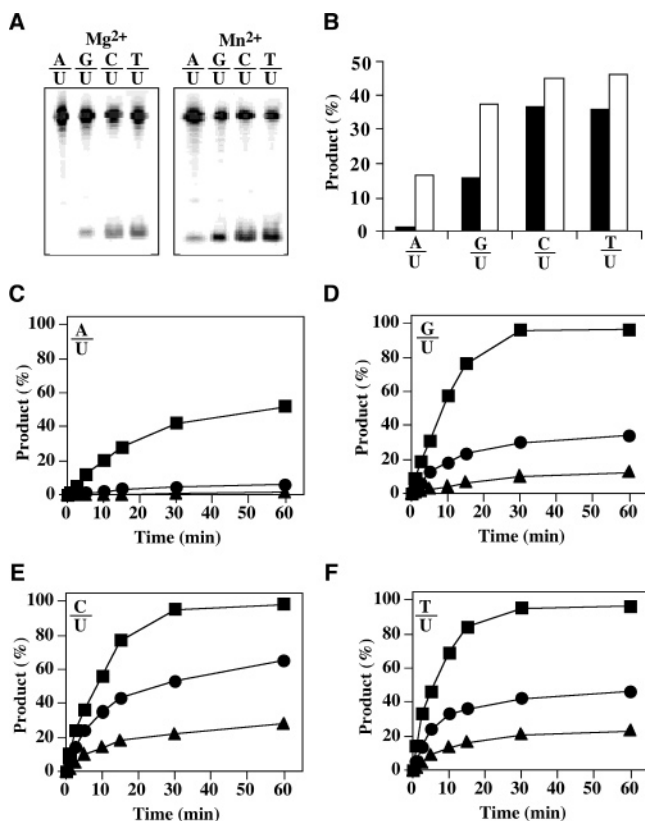 A
Mg2+ Mn2+
A G C T A G C T
U U U U U U U U
B
Product (%)
50
40
30
20
10
0
A G C T
U U U U
C
A
U
Product (%)
100
80
60
40
20
0
0 10 20 30 40 50 60
Time (min)
D
G
U
Product (%)
100
80
60
40
20
0
0 10 20 30 40 50 60
Time (min)
E
C
U
Product (%)
100
80
60
40
20
0
0 10 20 30 40 50 60
Time (min)
F
T
U
Product (%)
100
80
60
40
20
0
0 10 20 30 40 50 60
Time (min)